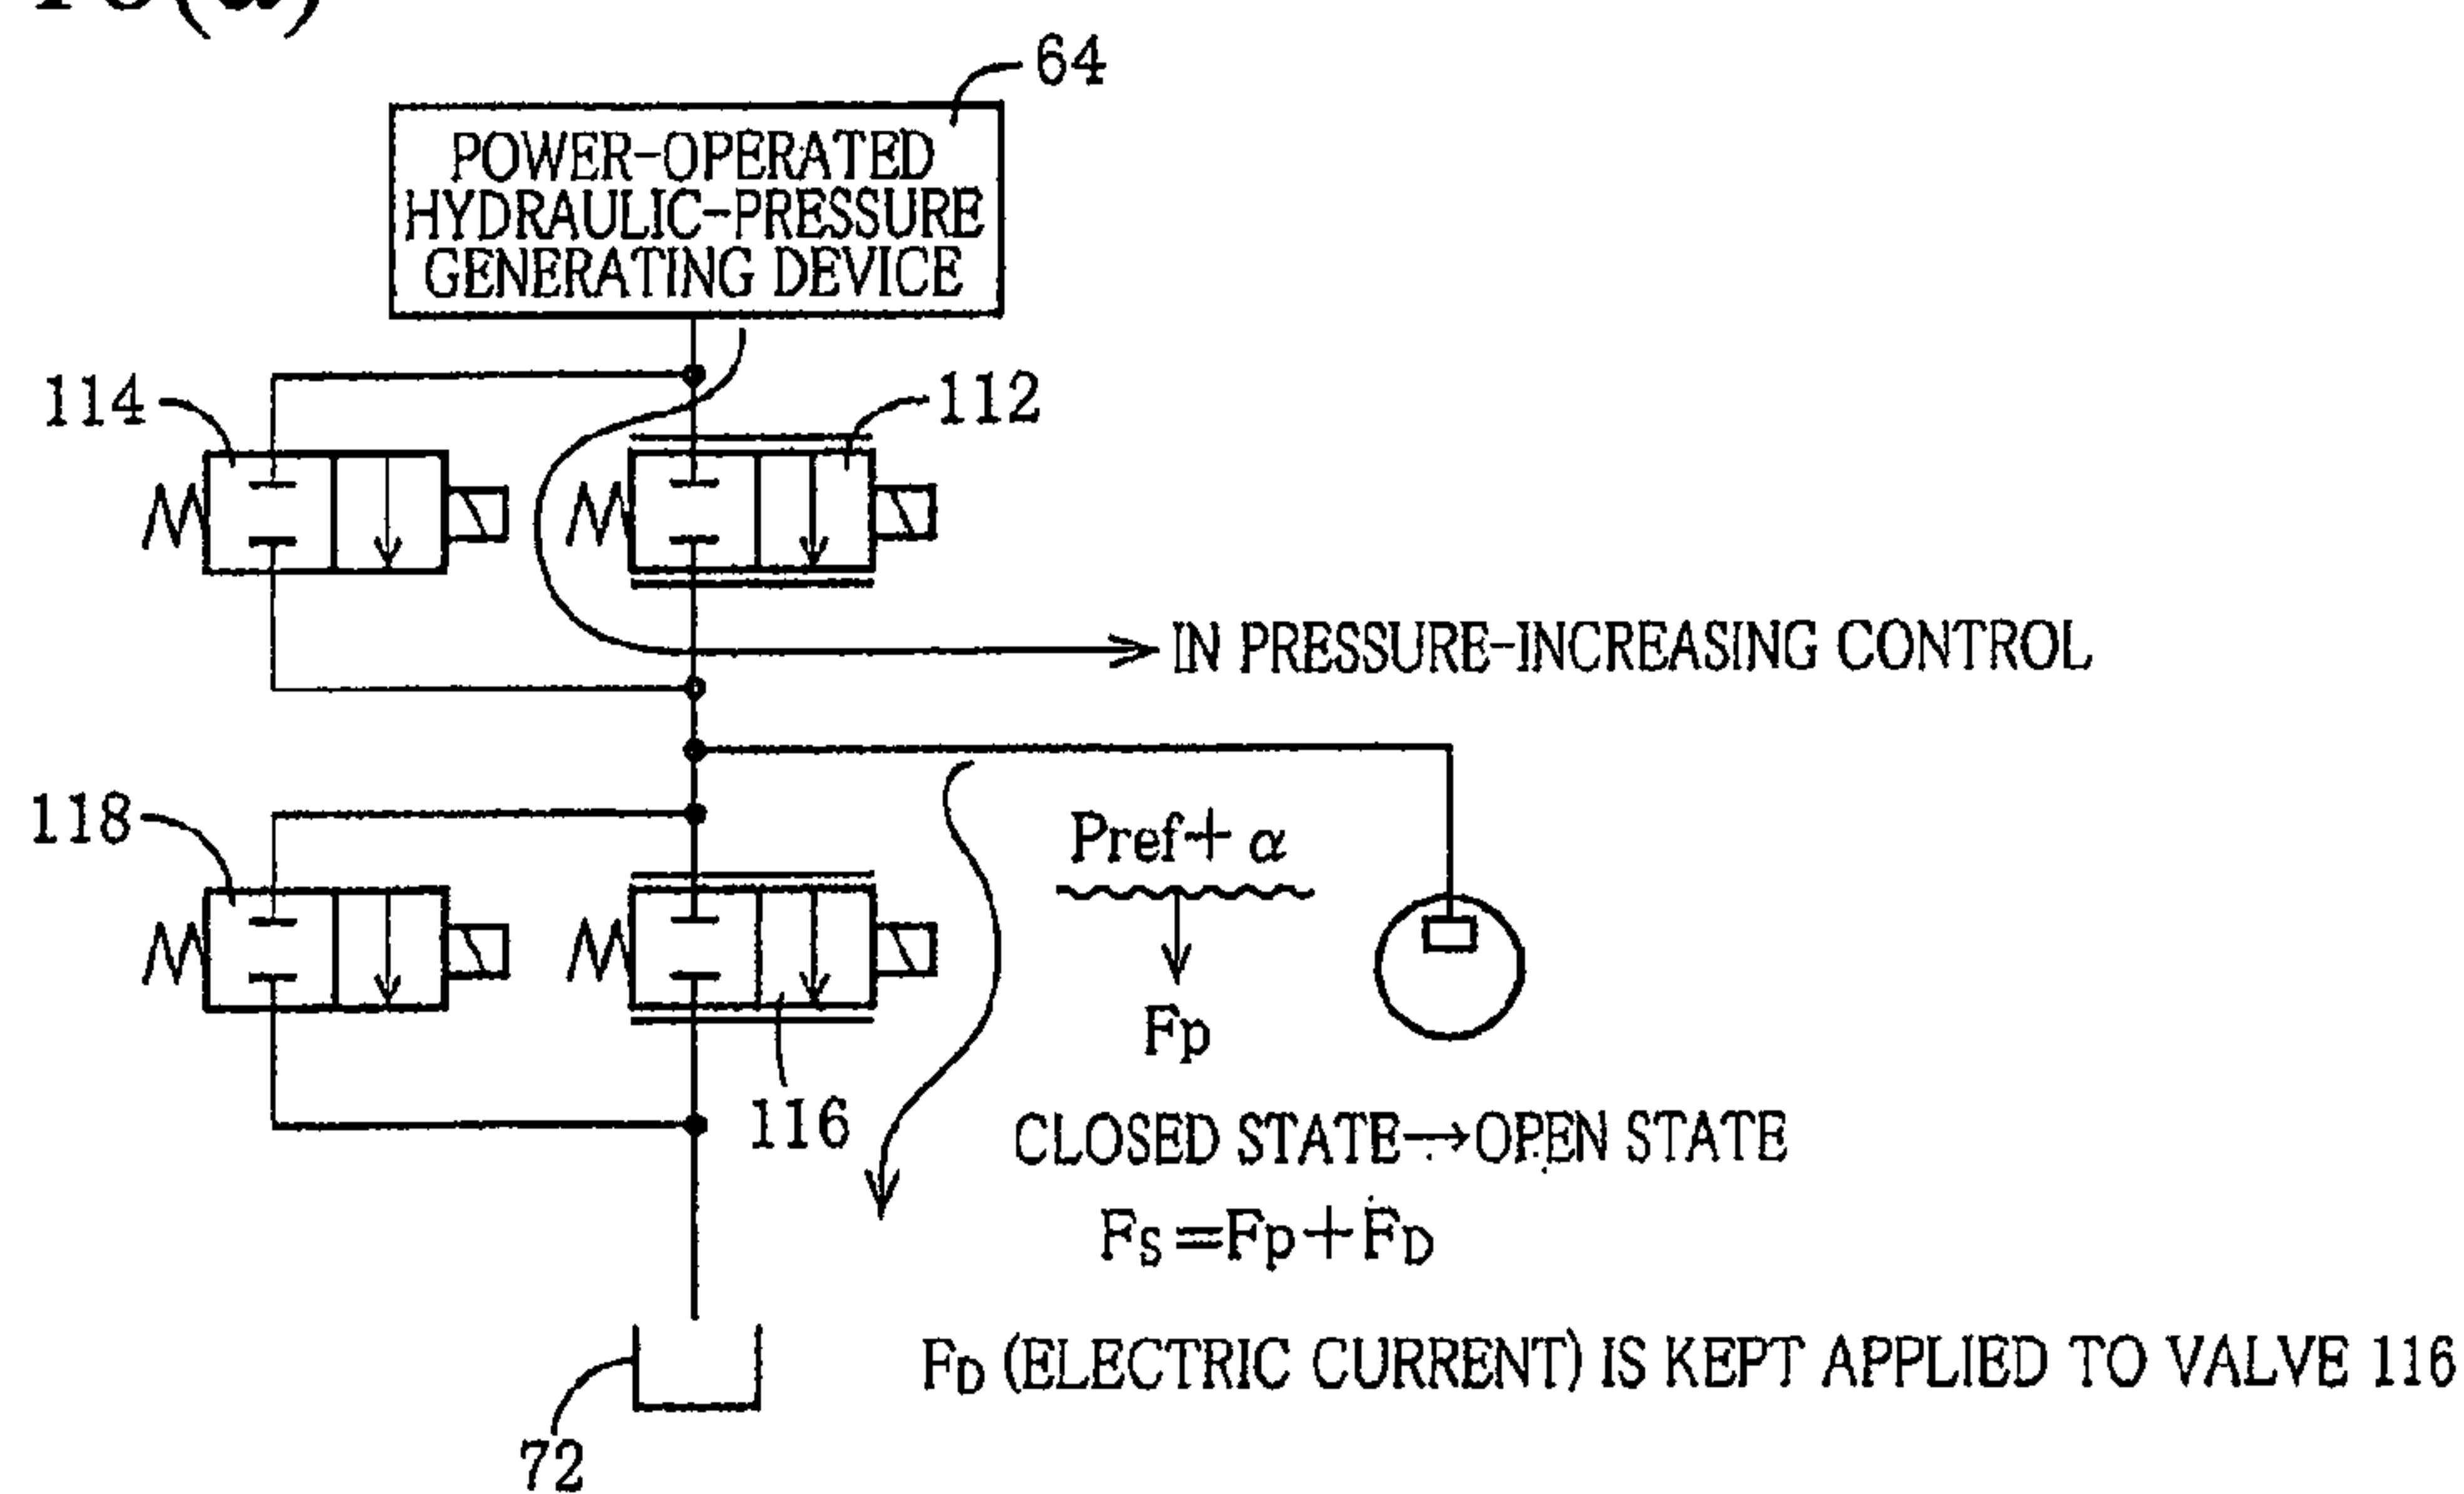 64
POWER-OPERATED
HYDRAULIC-PRESSURE
GENERATING DEVICE
114
112
IN PRESSURE-INCREASING CONTROL
118
Pref+α
Fp
116
CLOSED STATE→OPEN STATE
FS=Fp+FD
FD (ELECTRIC CURRENT) IS KEPT APPLIED TO VALVE 116
72